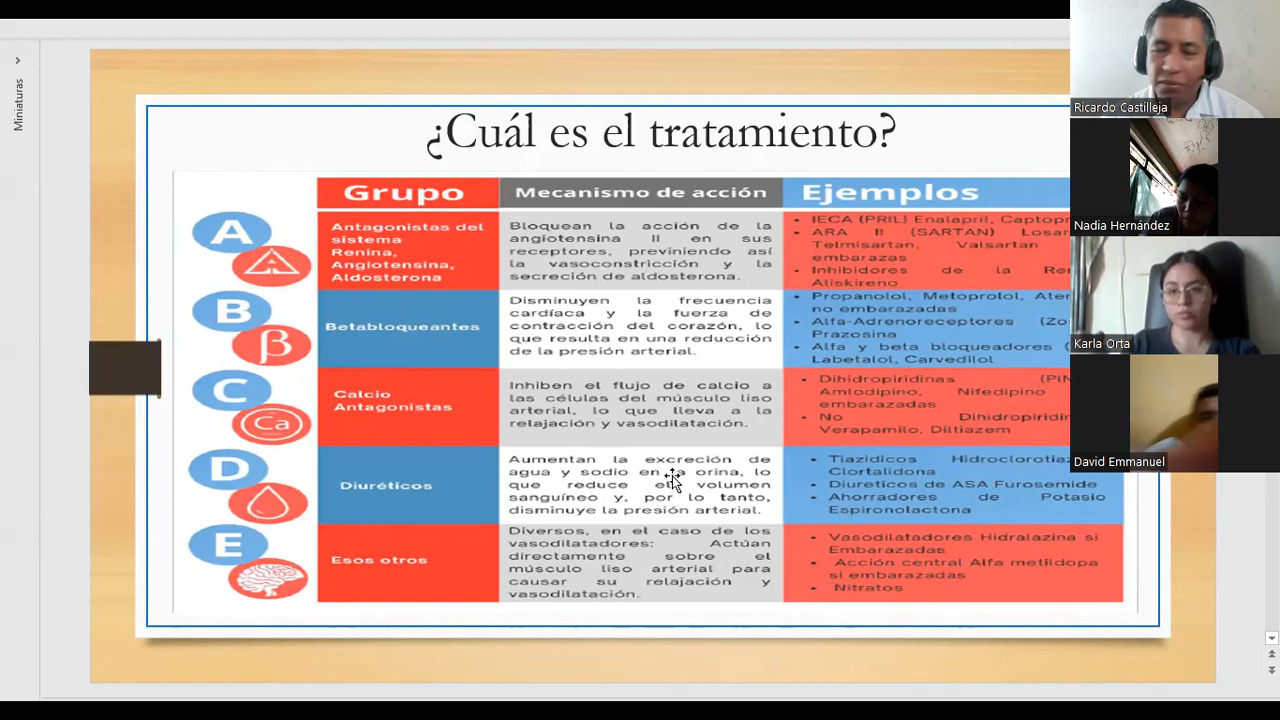 Miniaturas
¿Cuál es el tratamiento?
Grupo
Mecanismo de acción
Ejemplos
A
Antagonistas del
sistema
Renina,
Angiotensina,
Aldosterona
Bloquean la acción de la
angiotensina II en sus
receptores, previniendo así
la vasoconstricción y la
secreción de aldosterona.
• IECA (PRIL) Enalapril, Captopr
• ARA II (SARTAN) Losar
Telmisartan, Valsartan
embarazas
• Inhibidores de la Ren
Aliskireno
B
β
Betabloqueantes
Disminuyen la frecuencia
cardíaca y la fuerza de
contracción del corazón, lo
que resulta en una reducción
de la presión arterial.
• Propanolol, Metoprolol, Aten
no embarazadas
• Alfa-Adrenoreceptores (Zo
Prazosina
• Alfa y beta bloqueadores (
Labetalol, Carvedilol
C
Ca
Calcio
Antagonistas
Inhiben el flujo de calcio a
las células del músculo liso
arterial, lo que lleva a la
relajación y vasodilatación.
• Dihidropiridinas (PIN
Amlodipino, Nifedipino
embarazadas
• No Dihidropiridin
Verapamilo, Diltiazem
D
Diuréticos
Aumentan la excreción de
agua y sodio en la orina, lo
que reduce el volumen
sanguíneo y, por lo tanto,
disminuye la presión arterial.
• Tiazidicos Hidroclorotiaz
Clortalidona
• Diureticos de ASA Furosemide
• Ahorradores de Potasio
Espironolactona
E
Esos otros
Diversos, en el caso de los
vasodilatadores: Actúan
directamente sobre el
músculo liso arterial para
causar su relajación y
vasodilatación.
• Vasodilatadores Hidralazina si
Embarazadas
• Acción central Alfa metildopa
si embarazadas
• Nitratos
Ricardo Castilleja
Nadia Hernández
Karla Orta
David Emmanuel